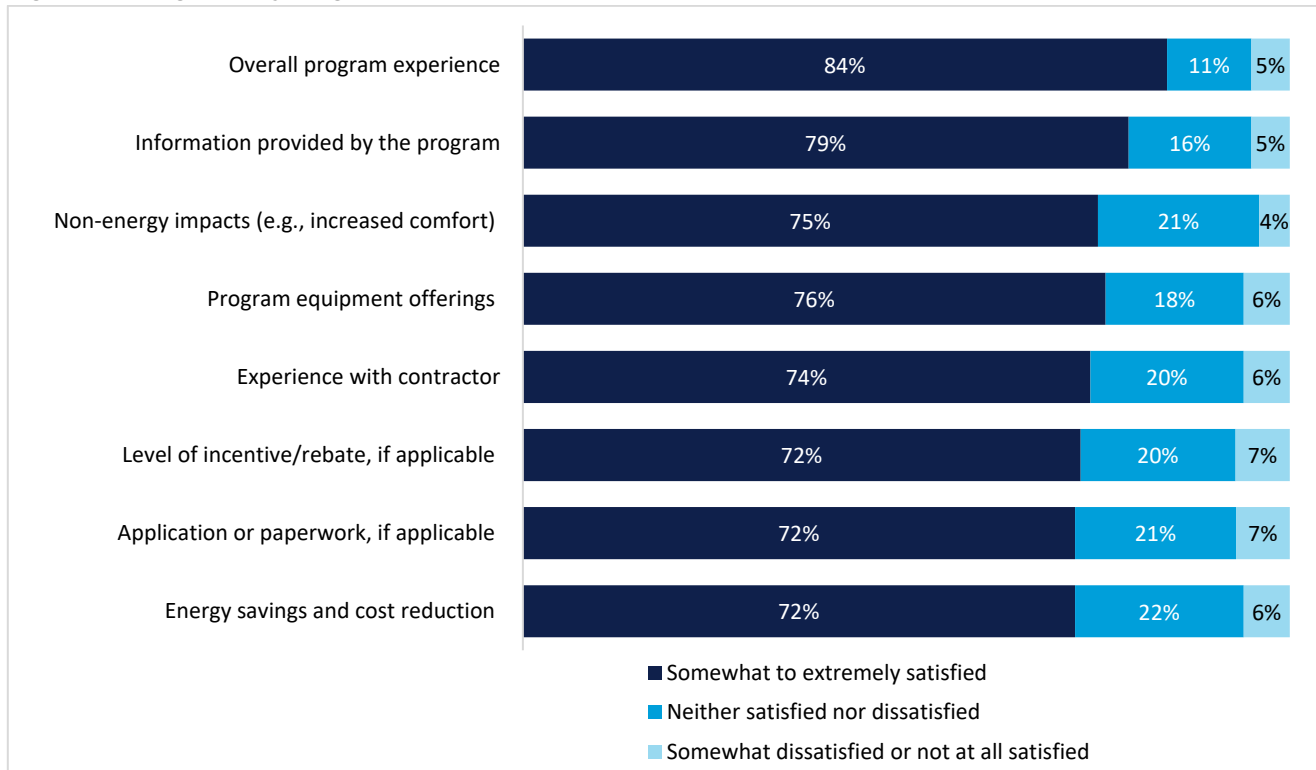 Overall program experience 84% 11% 5%
Information provided by the program 79% 16% 5%
Non-energy impacts (e.g., increased comfort) 75% 21% 4%
Program equipment offerings 76% 18% 6%
Experience with contractor 74% 20% 6%
Level of incentive/rebate, if applicable 72% 20% 7%
Application or paperwork, if applicable 72% 21% 7%
Energy savings and cost reduction 72% 22% 6%
Somewhat to extremely satisfied
Neither satisfied nor dissatisfied
Somewhat dissatisfied or not at all satisfied